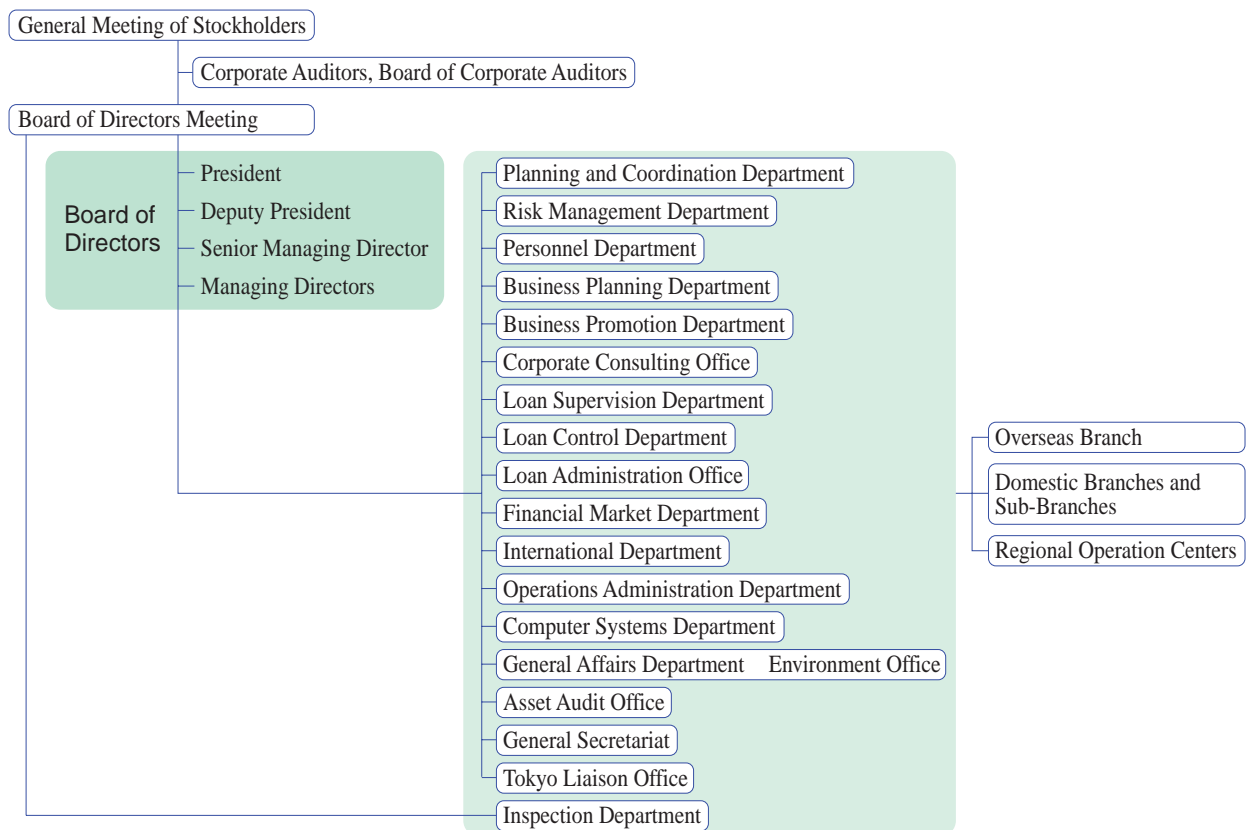 General Meeting of Stockholders
Corporate Auditors, Board of Corporate Auditors
Board of Directors Meeting
Board of
Directors
President
Deputy President
Senior Managing Director
Managing Directors
Planning and Coordination Department
Risk Management Department
Personnel Department
Business Planning Department
Business Promotion Department
Corporate Consulting Office
Loan Supervision Department
Loan Control Department
Loan Administration Office
Financial Market Department
International Department
Operations Administration Department
Computer Systems Department
General Affairs Department Environment Office
Asset Audit Office
General Secretariat
Tokyo Liaison Office
Inspection Department
Overseas Branch
Domestic Branches and
Sub-Branches
Regional Operation Centers